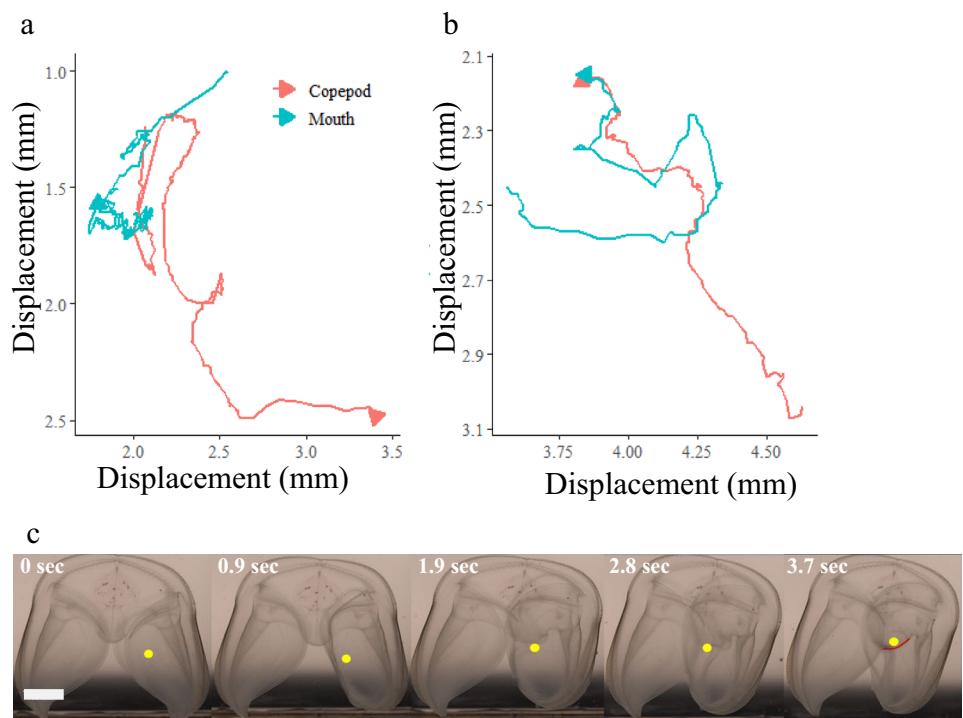 a
b
Displacement (mm)
1.0
1.5
2.0
2.5
Copepod
Mouth
2.0
2.5
3.0
3.5
Displacement (mm)
Displacement (mm)
2.1
2.3
2.5
2.7
2.9
3.1
3.75
4.00
4.25
4.50
Displacement (mm)
c
0 sec
0.9 sec
1.9 sec
2.8 sec
3.7 sec